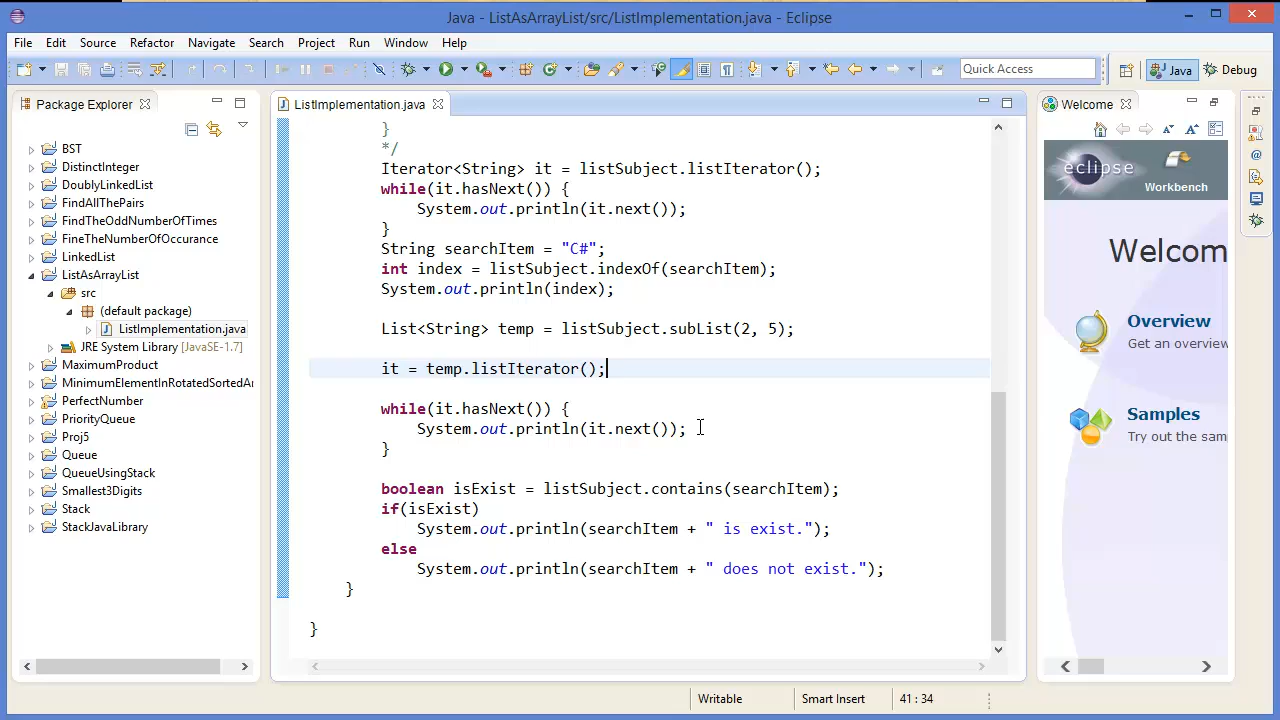 Java - ListAsArrayList/src/ListImplementation.java - Eclipse
File Edit Source Refactor Navigate Search Project Run Window Help
Quick Access
Java
Debug
Package Explorer
BST
DistinctInteger
DoublyLinkedList
FindAllThePairs
FindTheOddNumberOfTimes
FineTheNumberOfOccurance
LinkedList
ListAsArrayList
src
(default package)
ListImplementation.java
JRE System Library [JavaSE-1.7]
MaximumProduct
MinimumElementInRotatedSortedAr
PerfectNumber
PriorityQueue
Proj5
Queue
QueueUsingStack
Smallest3Digits
Stack
StackJavaLibrary
ListImplementation.java
}
*/
Iterator<String> it = listSubject.listIterator();
while(it.hasNext()) {
System.out.println(it.next());
}
String searchItem = "C#";
int index = listSubject.indexOf(searchItem);
System.out.println(index);
List<String> temp = listSubject.subList(2, 5);
it = temp.listIterator();
while(it.hasNext()) {
System.out.println(it.next());
}
boolean isExist = listSubject.contains(searchItem);
if(isExist)
System.out.println(searchItem + " is exist.");
else
System.out.println(searchItem + " does not exist.");
}
}
Welcome
eclipse
Workbench
Welcom
Overview
Get an overview
Samples
Try out the sam
Writable
Smart Insert
41 : 34